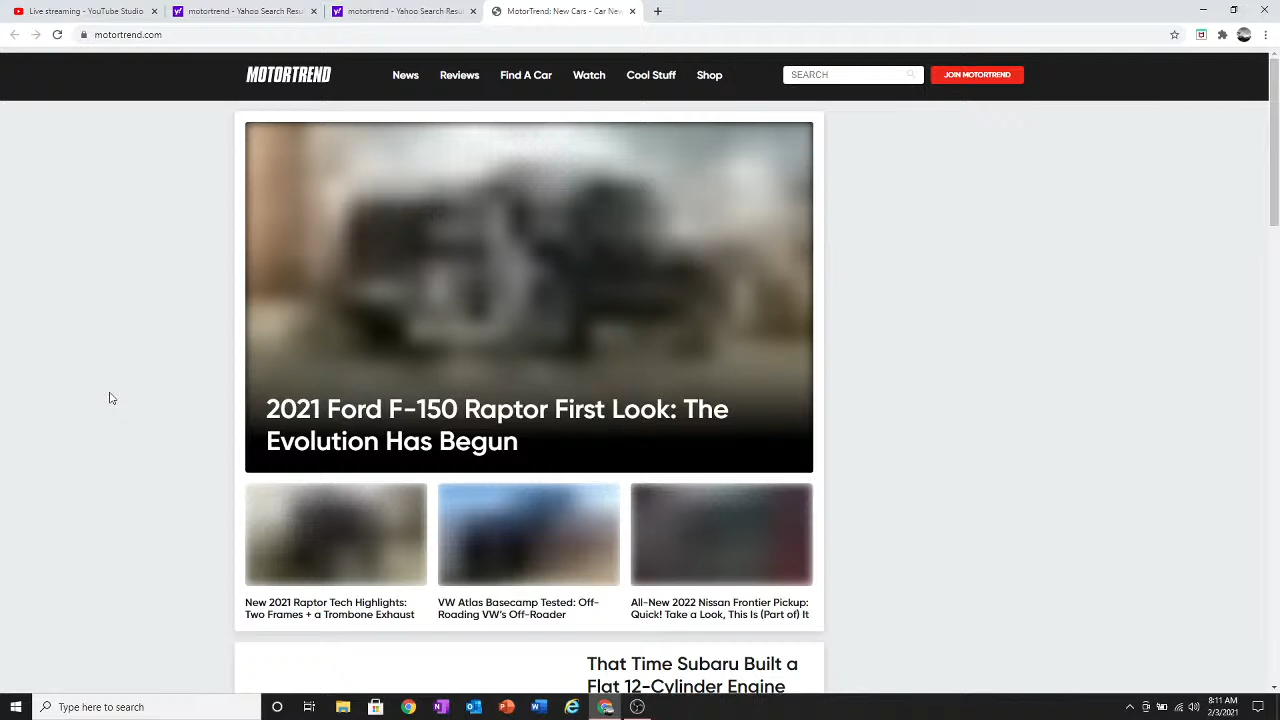 Live streaming - YouTube Studio
motortrend - Yahoo Search Resul
motortrend - Yahoo Search Resul
MotorTrend: New Cars - Car New
motortrend.com
MOTORTREND
News
Reviews
Find A Car
Watch
Cool Stuff
Shop
SEARCH
JOIN MOTORTREND
2021 Ford F-150 Raptor First Look: The
Evolution Has Begun
New 2021 Raptor Tech Highlights:
Two Frames + a Trombone Exhaust
VW Atlas Basecamp Tested: Off-
Roading VW's Off-Roader
All-New 2022 Nissan Frontier Pickup:
Quick! Take a Look, This Is (Part of) It
That Time Subaru Built a
Flat 12-Cylinder Engine
Type here to search
8:11 AM
2/3/2021